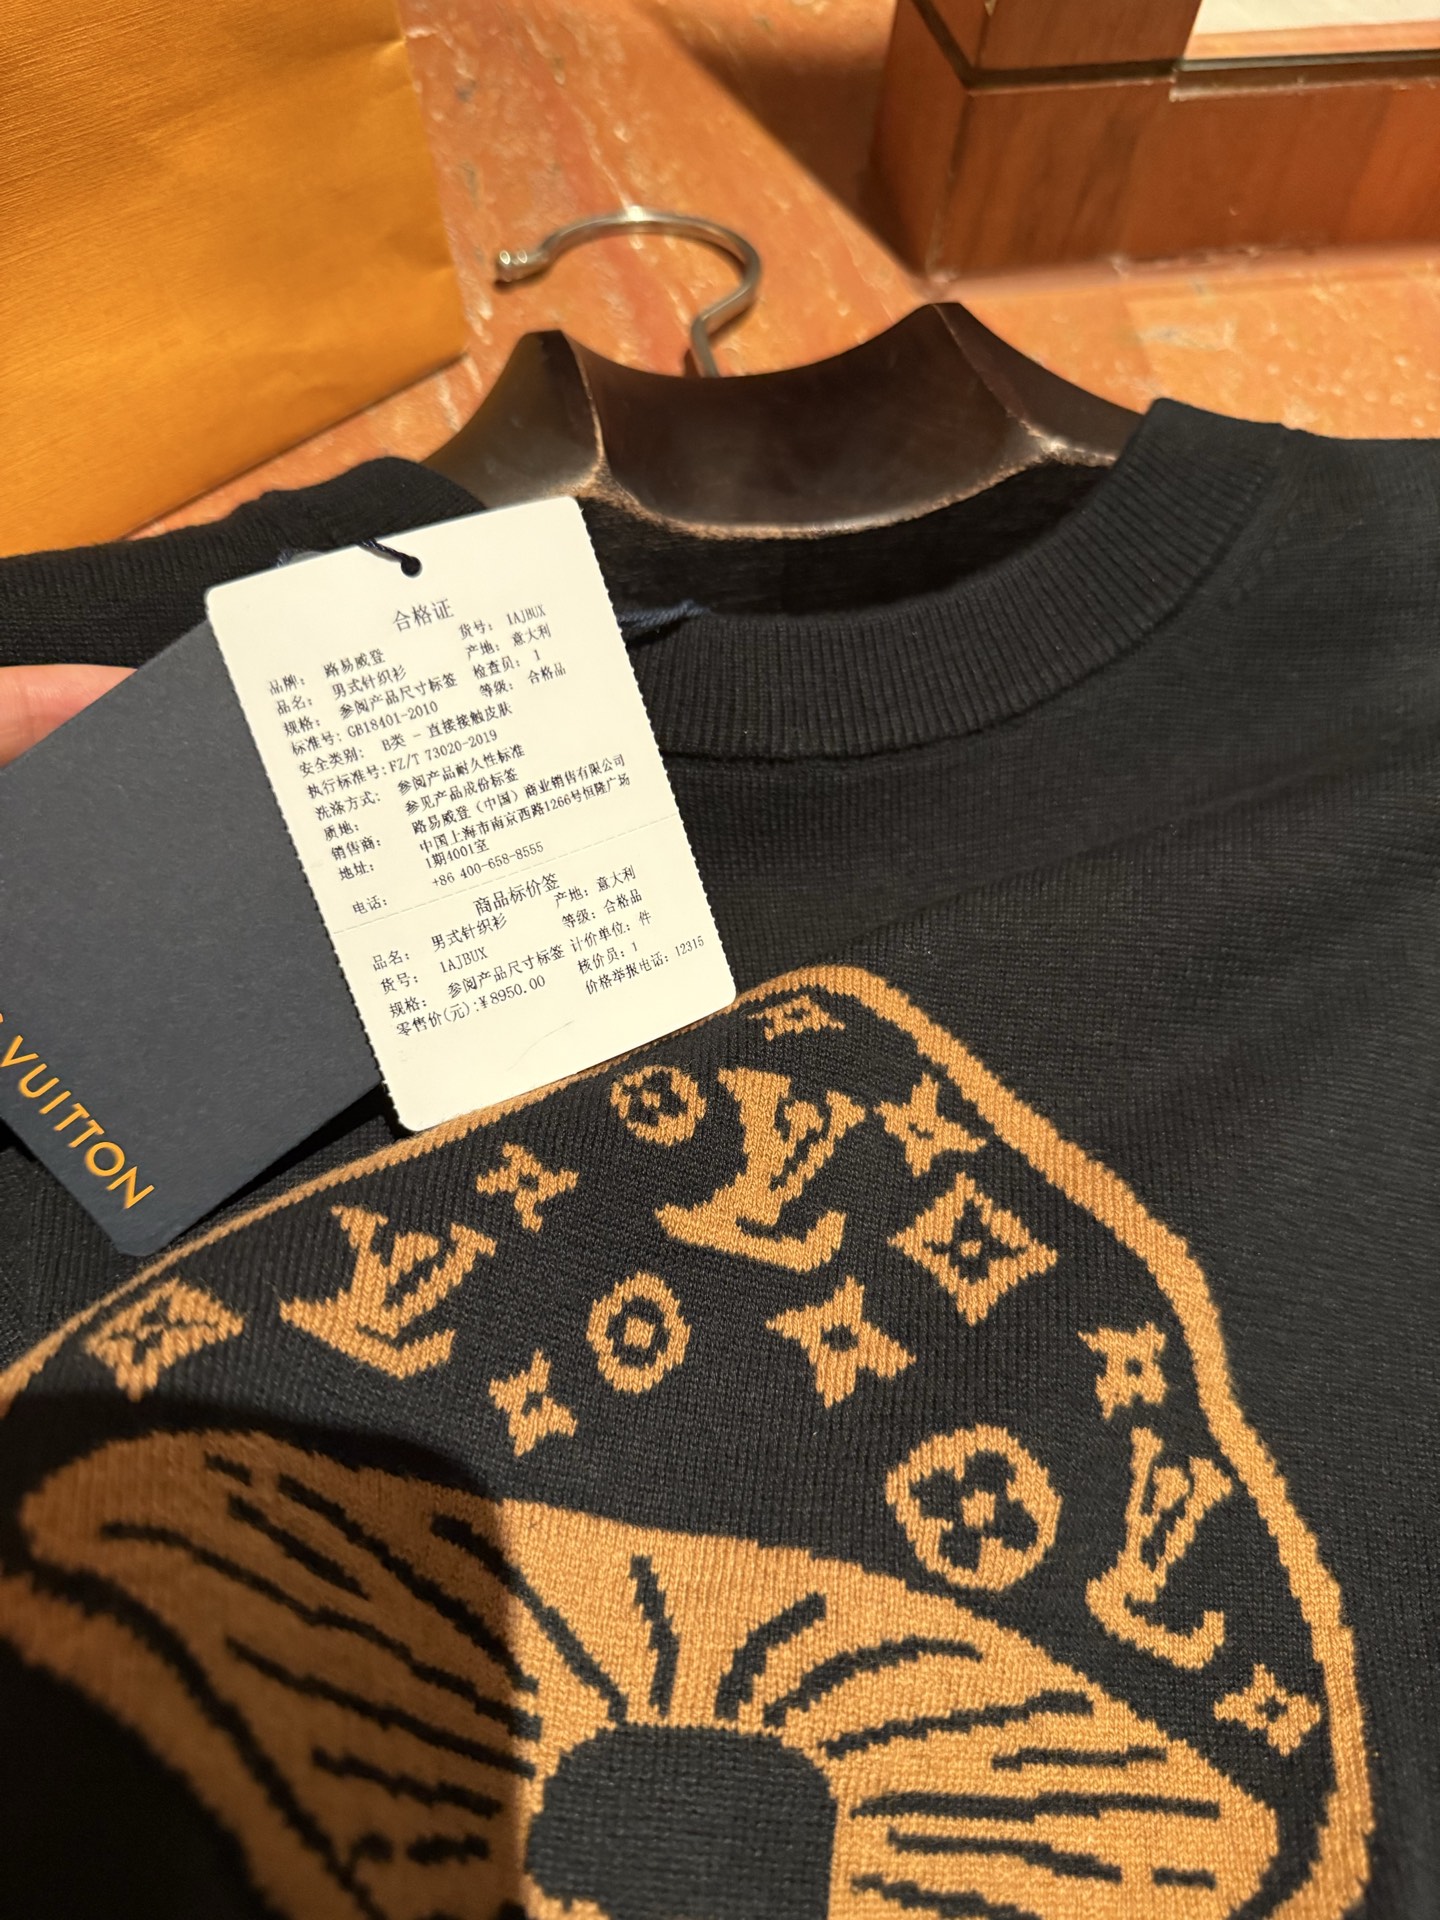 合格证
品牌： 路易威登 货号： 1AJBUX
品名： 男式针织衫 产地： 意大利
规格： 参阅产品尺寸标签 检查员： 1
标准号：GB18401-2010 等级： 合格品
安全类别： B类 - 直接接触皮肤
执行标准号：FZ/T 73020-2019
洗涤方式： 参阅产品耐久性标准
质地： 参见产品成份标签
销售商： 路易威登（中国）商业销售有限公司
地址： 中国上海市南京西路1266号恒隆广场
1期4001室
电话： +86 400-658-8555
商品标价签
品名： 男式针织衫 产地：意大利
货号： 1AJBUX 等级：合格品
规格： 参阅产品尺寸标签 计价单位：件
零售价(元):¥8950.00 核价员：1
价格举报电话：12315
VUITTON
LV
LV
LV